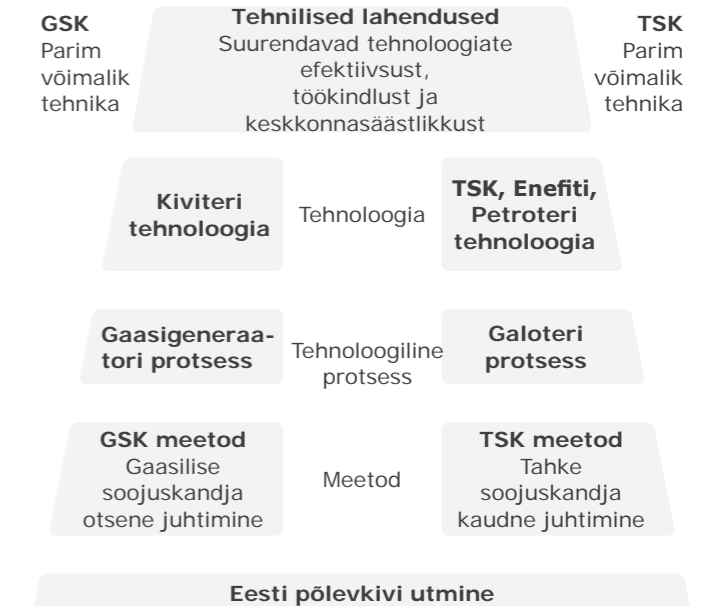 GSK
Parim
võimalik
tehnika
Tehnilised lahendused
Suurendavad tehnoloogiate
efektiivsust,
töökindlust ja
keskkonnasäästlikkust
TSK
Parim
võimalik
tehnika
Kiviteri
tehnoloogia
Tehnoloogia
TSK, Enefiti,
Petroteri
tehnoloogia
Gaasigeneraa-
tori protsess
Tehnoloogiline
protsess
Galoteri
protsess
GSK meetod
Gaasilise
soojuskandja
otsene juhtimine
Meetod
TSK meetod
Tahke
soojuskandja
kaudne juhtimine
Eesti põlevkivi utmine